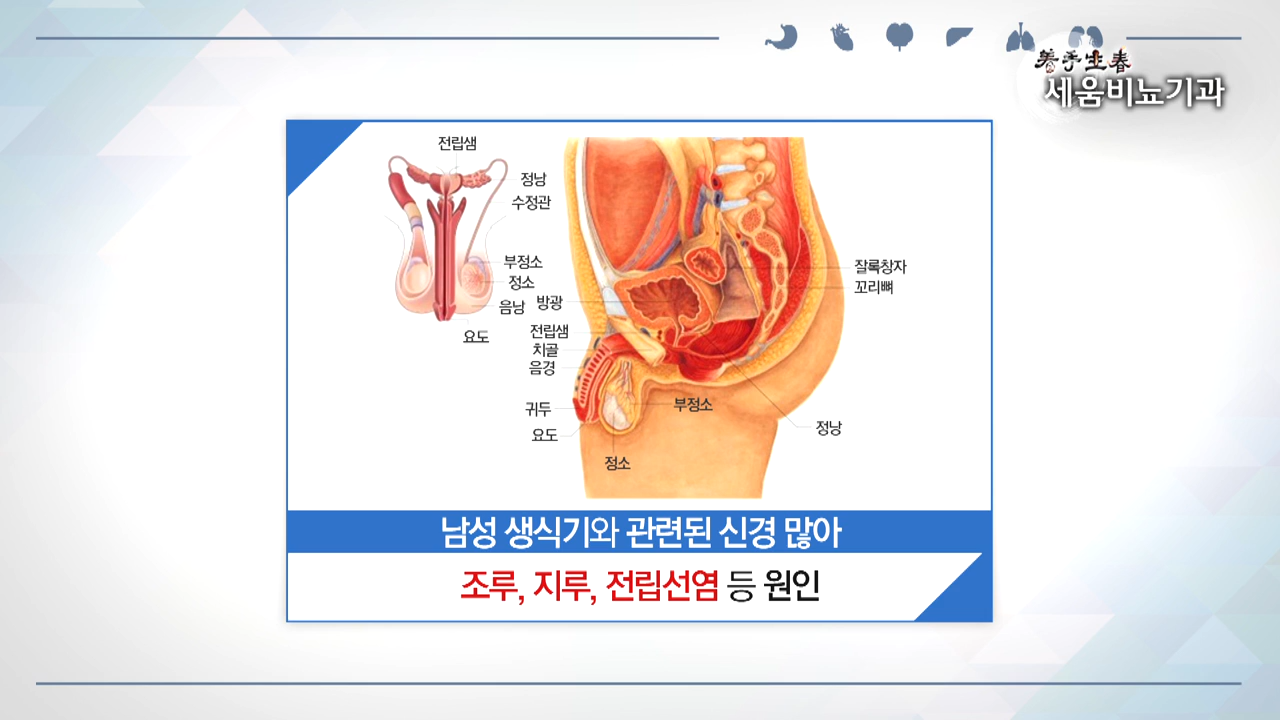 着手生春
세움비뇨기과
전립샘
정낭
수정관
부정소
정소
음낭
요도
방광
전립샘
치골
음경
귀두
요도
정소
부정소
잘록창자
꼬리뼈
정낭
남성 생식기와 관련된 신경 많아
조루, 지루, 전립선염 등 원인